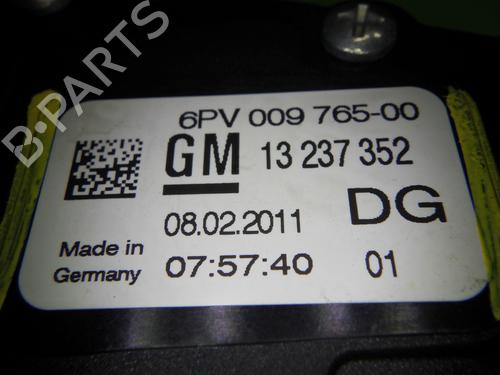 B-PARTS
6PV 009 765-00
GM 13 237 352
08.02.2011 DG
Made in
Germany
07:57:40 01